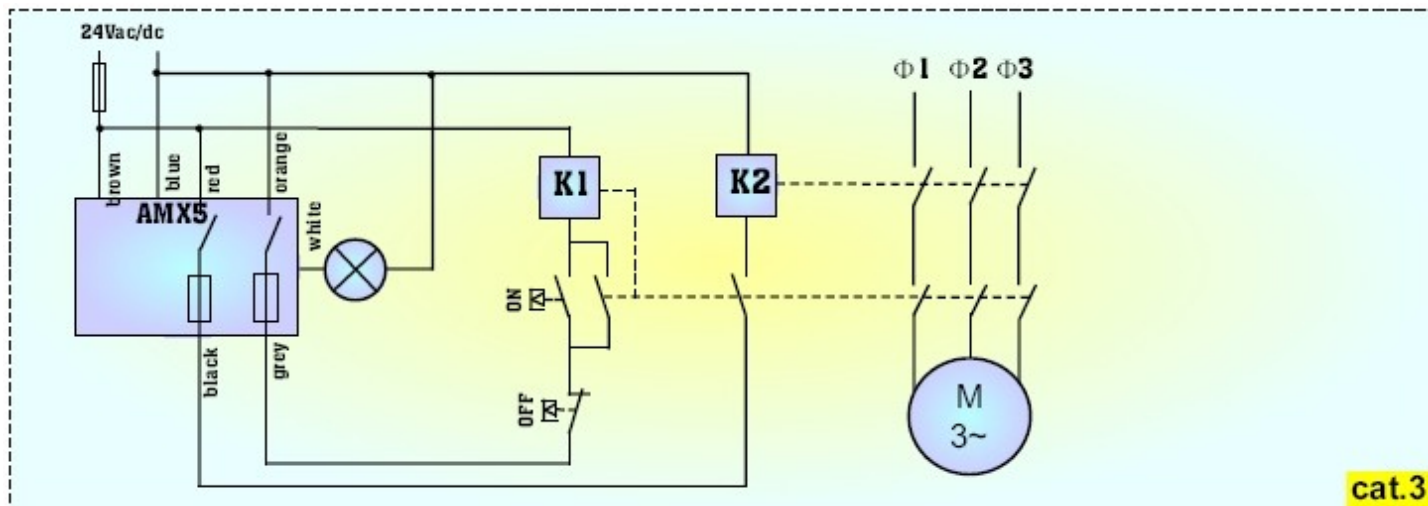 24Vac/dc
Φ1 Φ2 Φ3
brown
blue
red
orange
AMX5
white
K1
K2
ON
OFF
black
grey
M
3~
cat.3